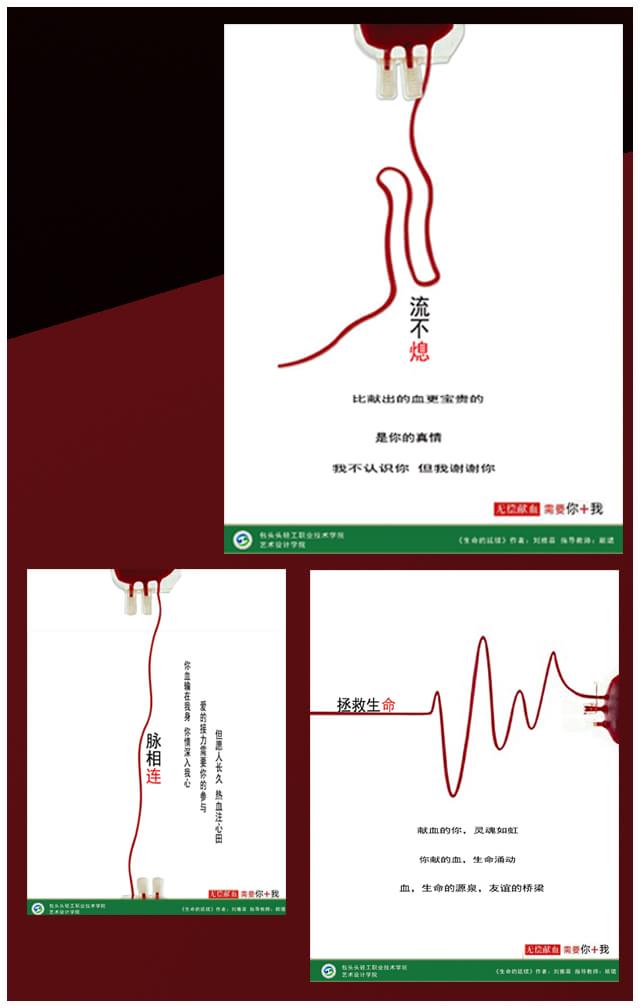 流不熄
比献出的血更宝贵的
是你的真情
我不认识你 但我谢谢你
无偿献血 需要你+我
包头轻工职业技术学院
艺术设计学院
《生命的延续》作者:刘雅 指导教师:
脉相连
你血输在我身 你情深入我心
爱的接力需要你的参与
但愿人长久 热血注心田
无偿献血 需要你+我
包头轻工职业技术学院
艺术设计学院
《生命的延续》作者:刘雅 指导教师:
拯救生命
献血的你,灵魂如虹
你献的血,生命涌动
血,生命的源泉,友谊的桥梁
无偿献血 需要你+我
包头轻工职业技术学院
艺术设计学院
《生命的延续》作者:刘雅 指导教师: